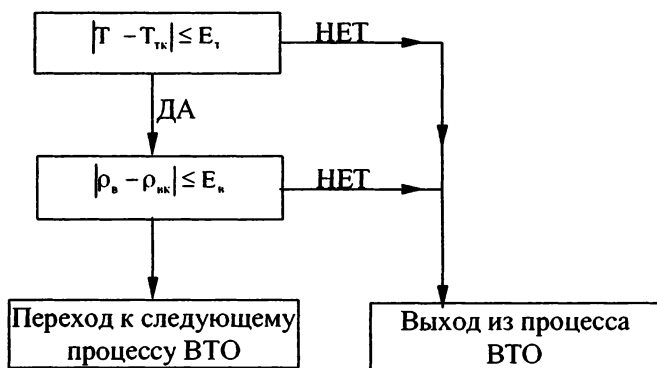 |T − Tтк| ≤ Eт
НЕТ
ДА
|ρв − ρвк| ≤ Eв
НЕТ
Переход к следующему
процессу ВТО
Выход из процесса
ВТО